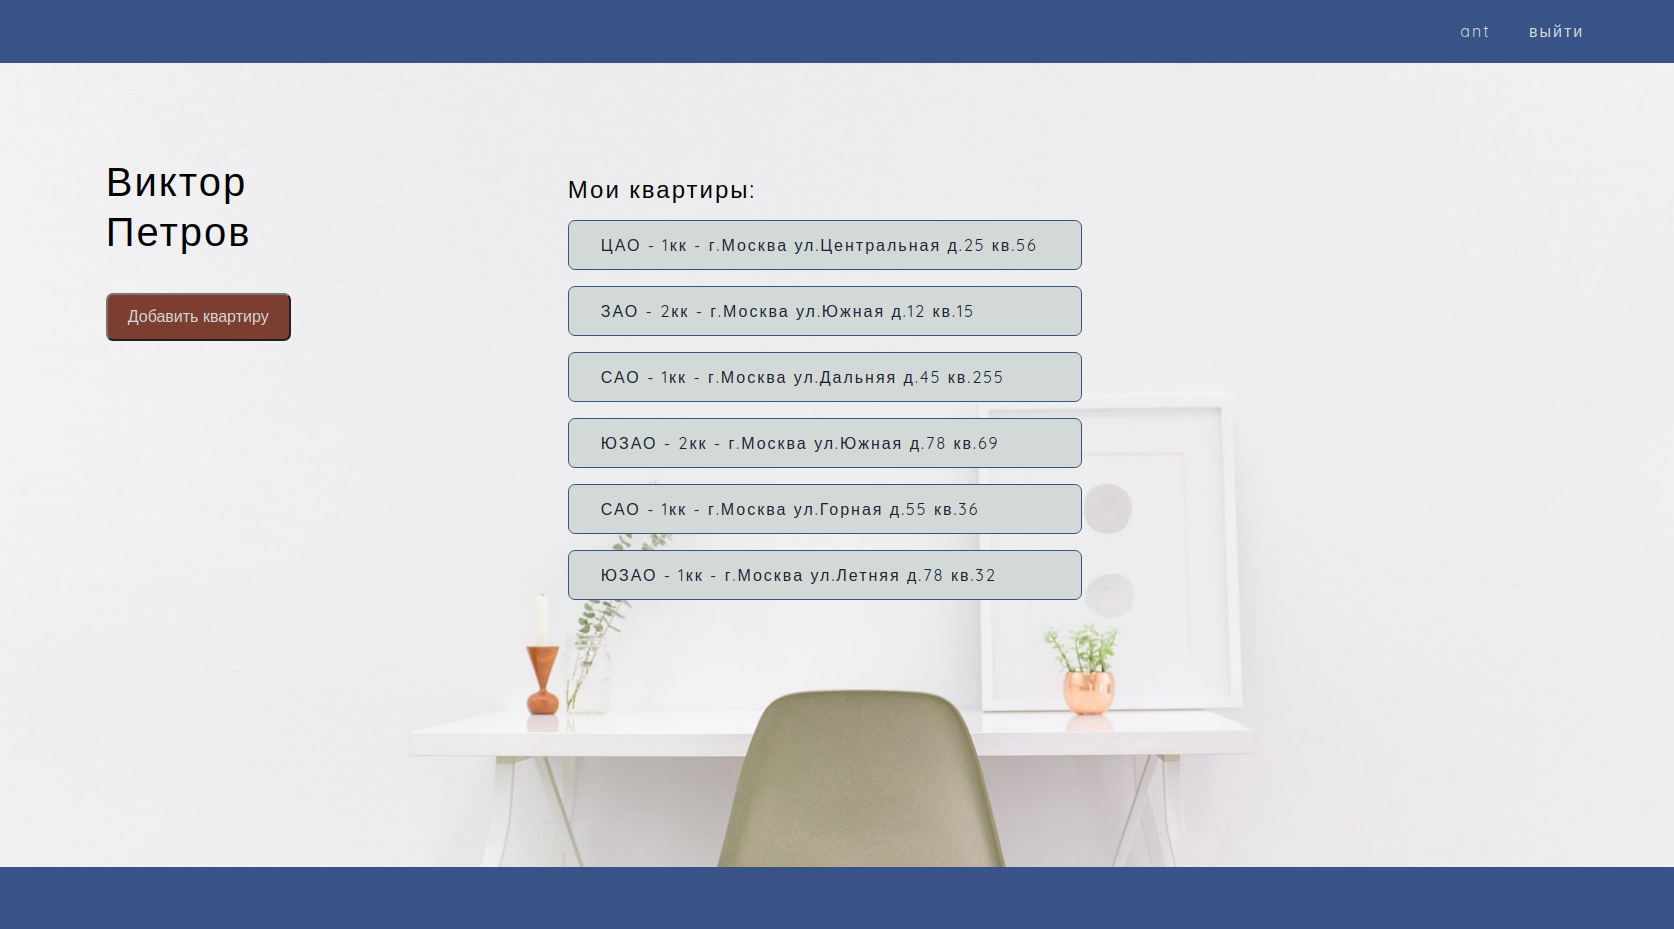 ant выйти
Виктор
Петров
Добавить квартиру
Мои квартиры:
ЦАО - 1кк - г.Москва ул.Центральная д.25 кв.56
ЗАО - 2кк - г.Москва ул.Южная д.12 кв.15
САО - 1кк - г.Москва ул.Дальняя д.45 кв.255
ЮЗАО - 2кк - г.Москва ул.Южная д.78 кв.69
САО - 1кк - г.Москва ул.Горная д.55 кв.36
ЮЗАО - 1кк - г.Москва ул.Летняя д.78 кв.32